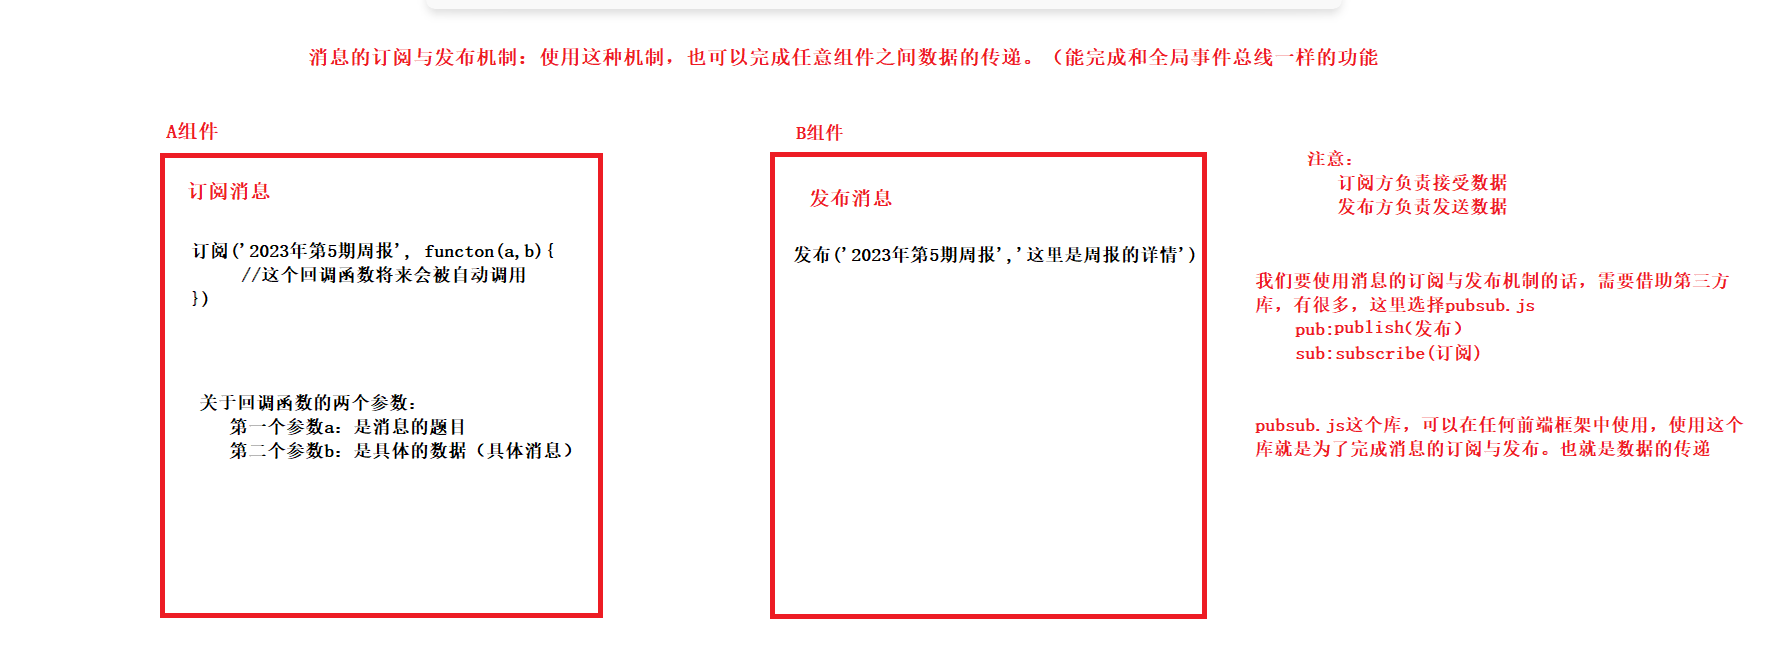 消息的订阅与发布机制：使用这种机制，也可以完成任意组件之间数据的传递。（能完成和全局事件总线一样的功能
A组件
订阅消息
订阅('2023年第5期周报', functon(a,b){
//这个回调函数将来会被自动调用
})
关于回调函数的两个参数：
第一个参数a：是消息的题目
第二个参数b：是具体的数据（具体消息）
B组件
发布消息
发布('2023年第5期周报','这里是周报的详情')
注意：
订阅方负责接受数据
发布方负责发送数据
我们要使用消息的订阅与发布机制的话，需要借助第三方
库，有很多，这里选择pubsub.js
pub:publish(发布）
sub:subscribe(订阅)
pubsub.js这个库，可以在任何前端框架中使用，使用这个
库就是为了完成消息的订阅与发布。也就是数据的传递